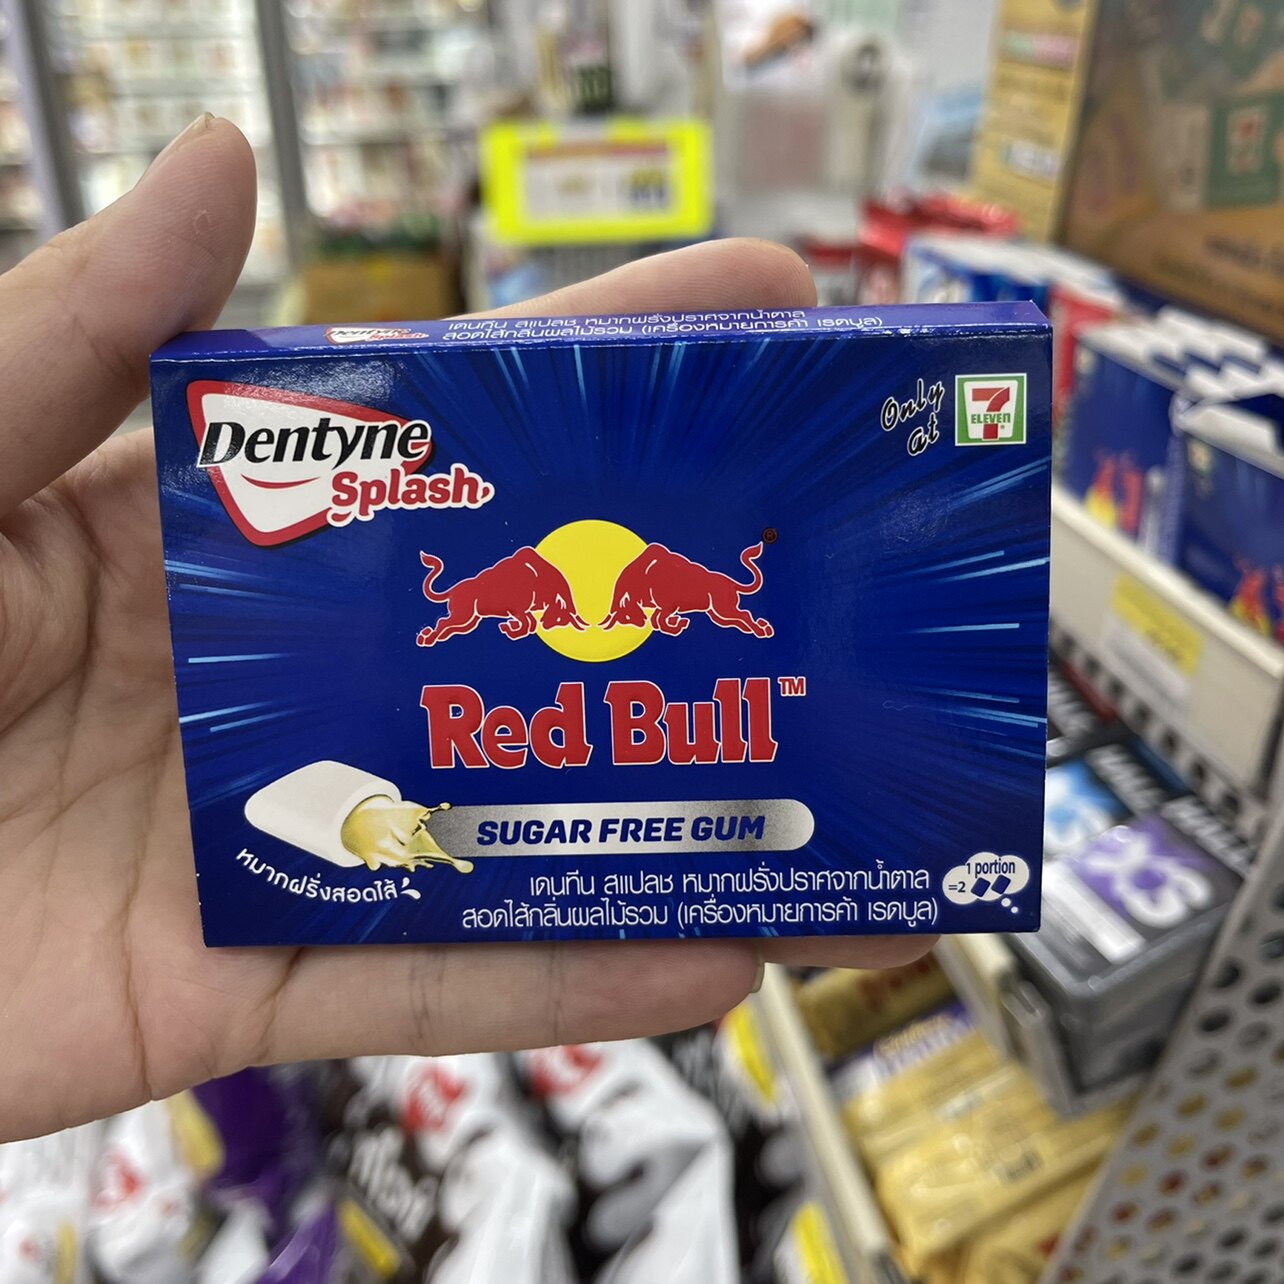 Dentyne Splash เดนทีน สเปลช หมากฝรั่งปราศจากน้ำตาล
สอดไส้กลิ่นผลไม้รวม (เครื่องหมายการค้า เรดบูล)
Dentyne
Splash
Only
at
7
ELEVEN
®
Red Bull™
SUGAR FREE GUM
หมากฝรั่งสอดไส้
เดนทีน สแปลช หมากฝรั่งปราศจากน้ำตาล
สอดไส้กลิ่นผลไม้รวม (เครื่องหมายการค้า เรดบูล)
1 portion
=2